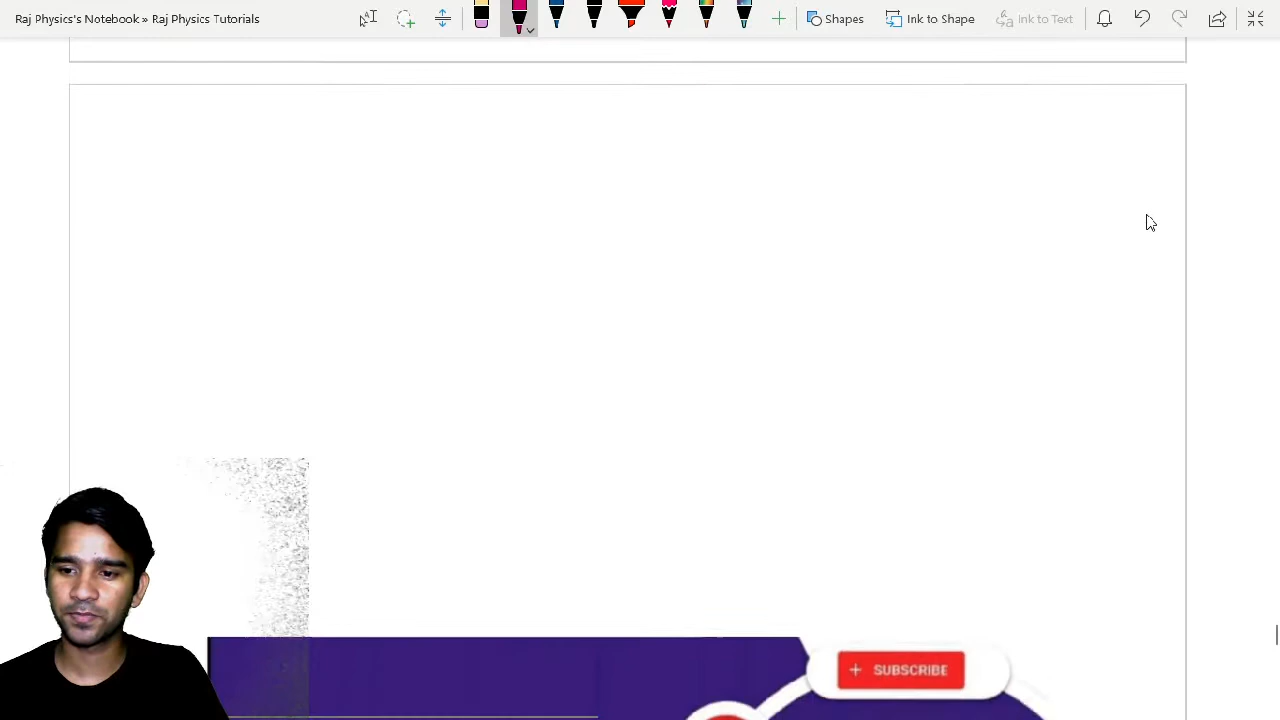 Raj Physics's Notebook » Raj Physics Tutorials
Shapes
Ink to Shape
Ink to Text
+ SUBSCRIBE